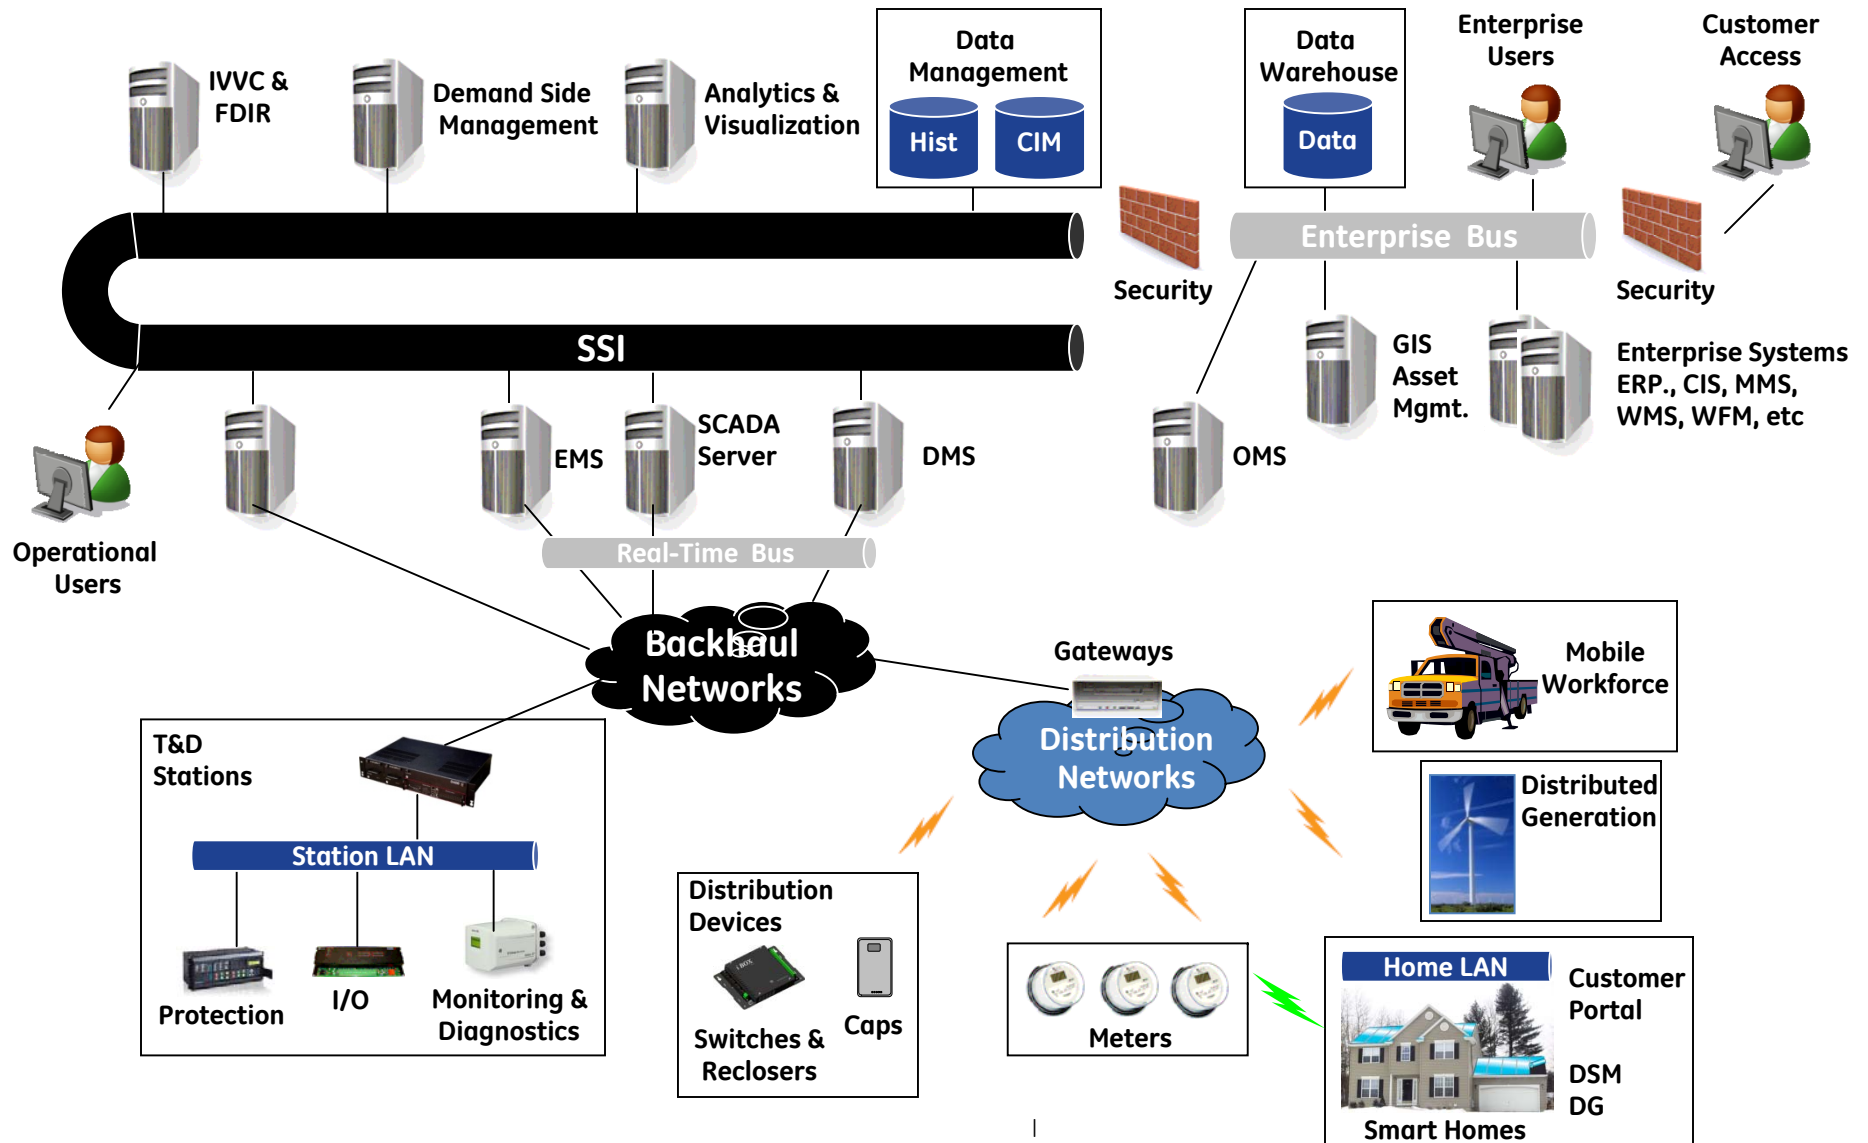 IVVC &
FDIR
Demand Side
Management
Analytics &
Visualization
Data
Management
Hist
CIM
Data
Warehouse
Data
Enterprise
Users
Customer
Access
Enterprise Bus
Security
Security
SSI
GIS
Asset
Mgmt.
Enterprise Systems
ERP., CIS, MMS,
WMS, WFM, etc
EMS
SCADA
Server
DMS
OMS
Operational
Users
Real-Time Bus
Backhaul
Networks
Gateways
Distribution
Networks
Mobile
Workforce
Distributed
Generation
T&D
Stations
Station LAN
Protection
I/O
Monitoring &
Diagnostics
Distribution
Devices
Switches &
Reclosers
Caps
Meters
Home LAN
Customer
Portal
DSM
DG
Smart Homes